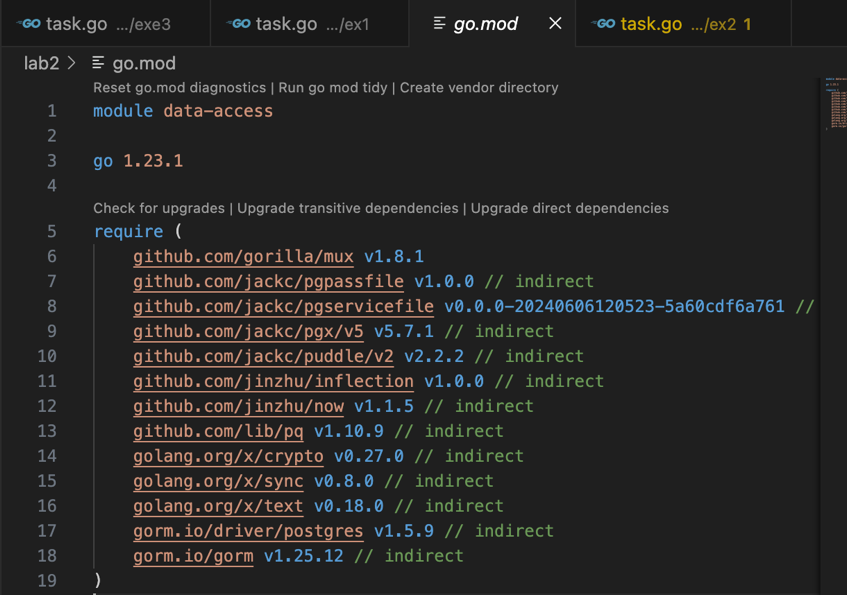 GO task.go .../exe3
GO task.go .../ex1
go.mod
GO task.go .../ex2 1
lab2 > go.mod
Reset go.mod diagnostics | Run go mod tidy | Create vendor directory
1 module data-access
2
3 go 1.23.1
4
Check for upgrades | Upgrade transitive dependencies | Upgrade direct dependencies
5 require (
6 github.com/gorilla/mux v1.8.1
7 github.com/jackc/pgpassfile v1.0.0 // indirect
8 github.com/jackc/pgservicefile v0.0.0-20240606120523-5a60cdf6a761 //
9 github.com/jackc/pgx/v5 v5.7.1 // indirect
10 github.com/jackc/puddle/v2 v2.2.2 // indirect
11 github.com/jinzhu/inflection v1.0.0 // indirect
12 github.com/jinzhu/now v1.1.5 // indirect
13 github.com/lib/pq v1.10.9 // indirect
14 golang.org/x/crypto v0.27.0 // indirect
15 golang.org/x/sync v0.8.0 // indirect
16 golang.org/x/text v0.18.0 // indirect
17 gorm.io/driver/postgres v1.5.9 // indirect
18 gorm.io/gorm v1.25.12 // indirect
19 )